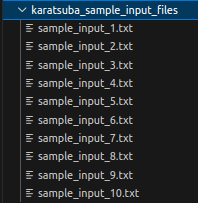 karatsuba_sample_input_files
sample_input_1.txt
sample_input_2.txt
sample_input_3.txt
sample_input_4.txt
sample_input_5.txt
sample_input_6.txt
sample_input_7.txt
sample_input_8.txt
sample_input_9.txt
sample_input_10.txt